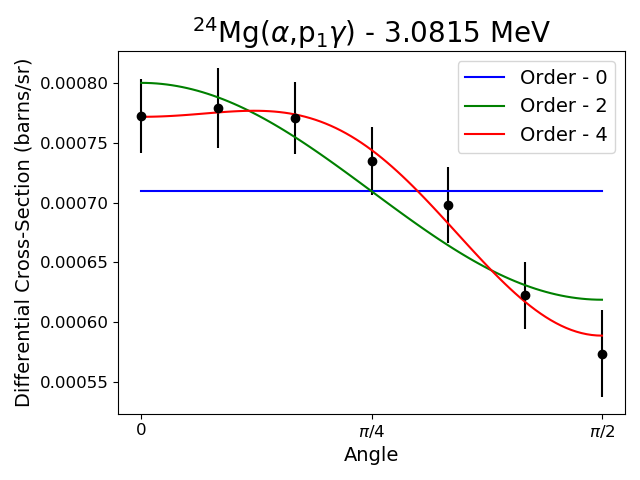 ²⁴Mg(α,p₁γ) - 3.0815 MeV
Differential Cross-Section (barns/sr)
0.00080
0.00075
0.00070
0.00065
0.00060
0.00055
Order - 0
Order - 2
Order - 4
0
π/4
π/2
Angle